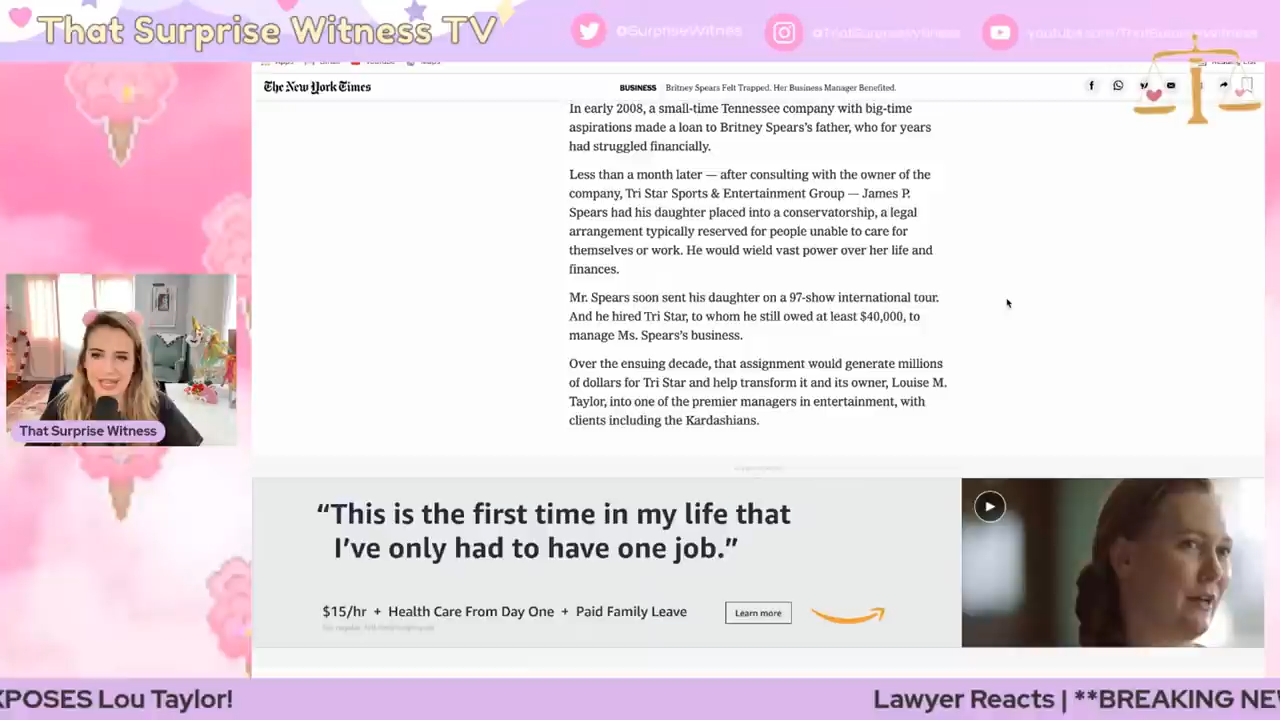 That Surprise Witness TV
@SurpriseWitnes
@ThatSurpriseWitness
youtube.com/ThatSurpriseWitness
The New York Times
BUSINESS Britney Spears Felt Trapped. Her Business Manager Benefited.
In early 2008, a small-time Tennessee company with big-time
aspirations made a loan to Britney Spears's father, who for years
had struggled financially.
Less than a month later — after consulting with the owner of the
company, Tri Star Sports & Entertainment Group — James P.
Spears had his daughter placed into a conservatorship, a legal
arrangement typically reserved for people unable to care for
themselves or work. He would wield vast power over her life and
finances.
Mr. Spears soon sent his daughter on a 97-show international tour.
And he hired Tri Star, to whom he still owed at least $40,000, to
manage Ms. Spears's business.
Over the ensuing decade, that assignment would generate millions
of dollars for Tri Star and help transform it and its owner, Louise M.
Taylor, into one of the premier managers in entertainment, with
clients including the Kardashians.
That Surprise Witness
“This is the first time in my life that
I’ve only had to have one job.”
$15/hr + Health Care From Day One + Paid Family Leave
Learn more
XPOSES Lou Taylor!
Lawyer Reacts | **BREAKING NE